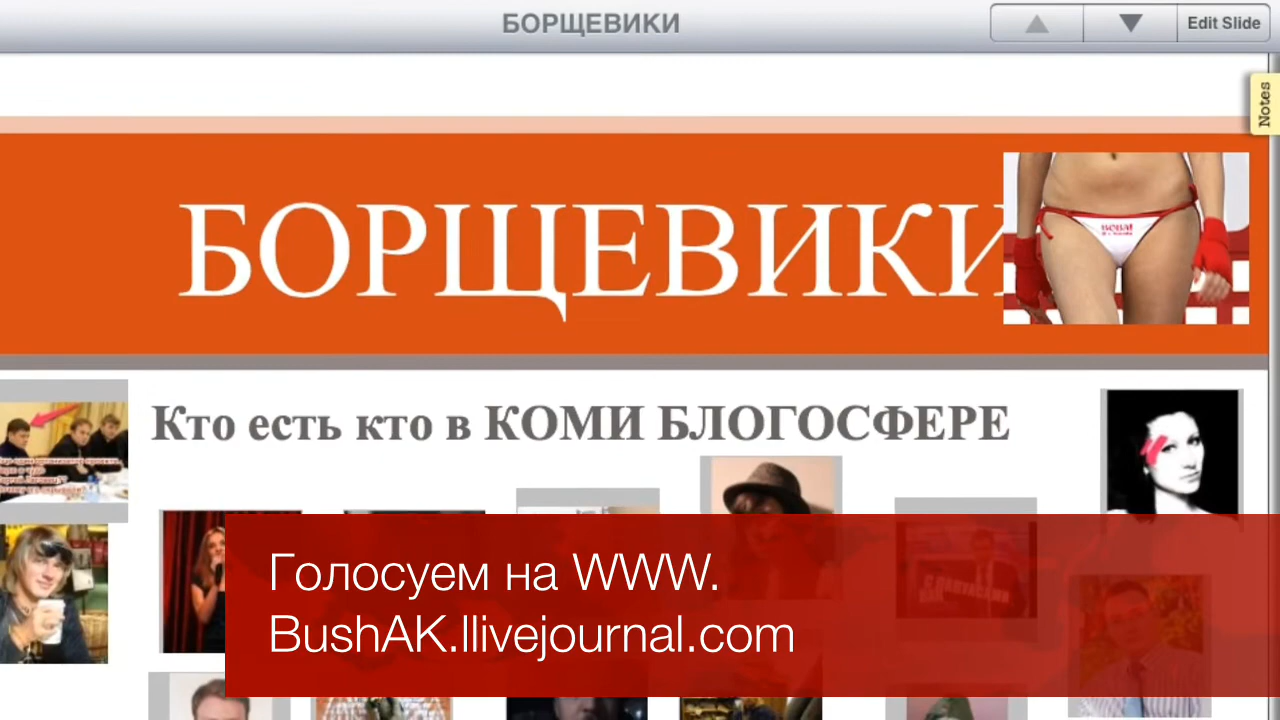 БОРЩЕВИКИ
Edit Slide
Notes
БОРЩЕВИКИ
Кто есть кто в КОМИ БЛОГОСФЕРЕ
Голосуем на WWW.
BushAK.llivejournal.com